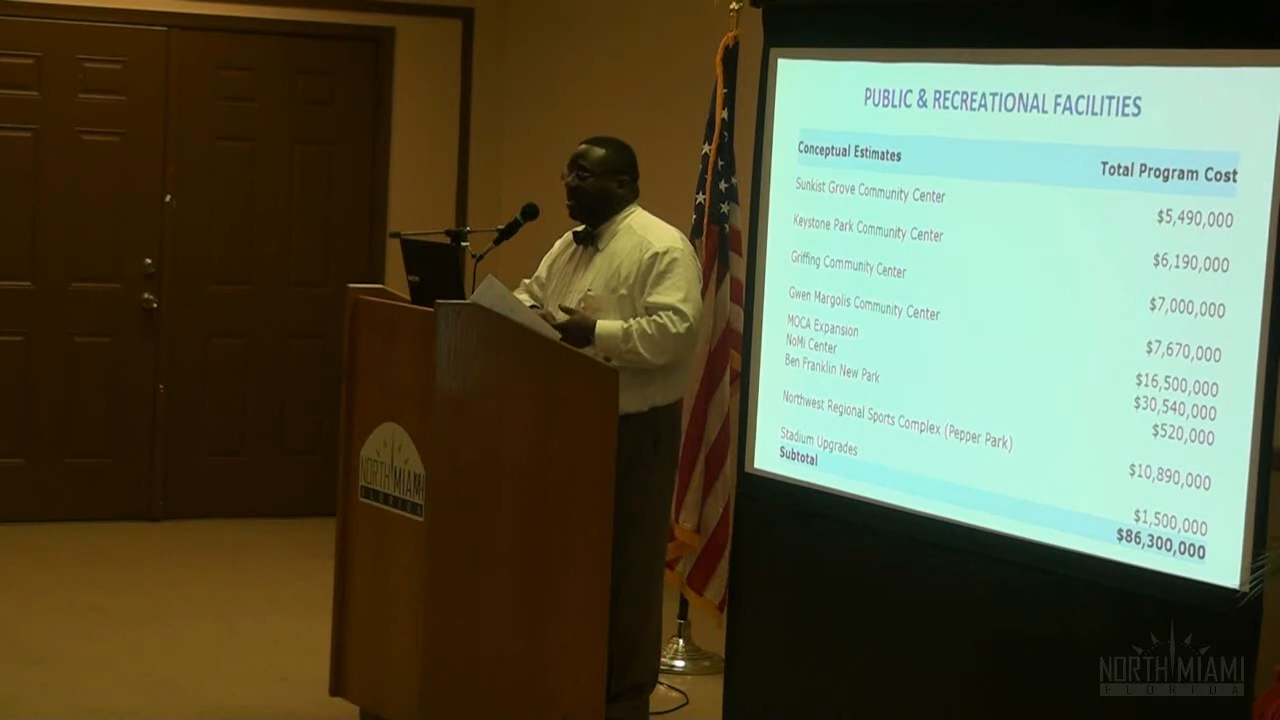 PUBLIC & RECREATIONAL FACILITIES
Conceptual Estimates Total Program Cost
Sunkist Grove Community Center $5,490,000
Keystone Park Community Center $6,190,000
Griffing Community Center $7,000,000
Gwen Margolis Community Center $7,670,000
MOCA Expansion $16,500,000
NoMi Center $30,540,000
Ben Franklin New Park $520,000
Northwest Regional Sports Complex (Pepper Park) $10,890,000
Stadium Upgrades $1,500,000
Subtotal $86,300,000
NORTH MIAMI
FLORIDA
NORTH MIAMI
FLORIDA